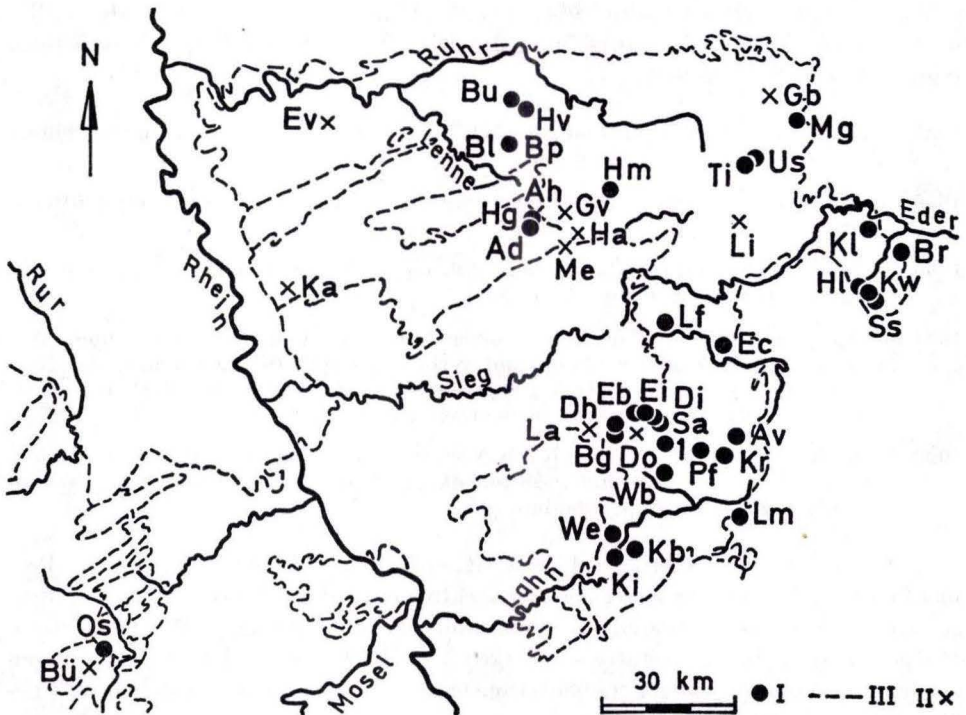 N
Ruhr
Bu
Hv
Ev
Gb
Mg
Bl
Bp
Us
Ti
enne
Hm
Ah
Gv
Hg
Ha
Ad
Me
Li
Eder
Kl
Br
Hl
Kw
Ss
Rur
Rhein
Ka
Lf
Ec
Sieg
Eb
Ei
Di
Dh
Sa
La
Av
Bg
Do
1
Pf
Kr
Wb
Lm
We
Kb
Ki
Lahn
Os
Bü
Mosel
30 km
I
III
II